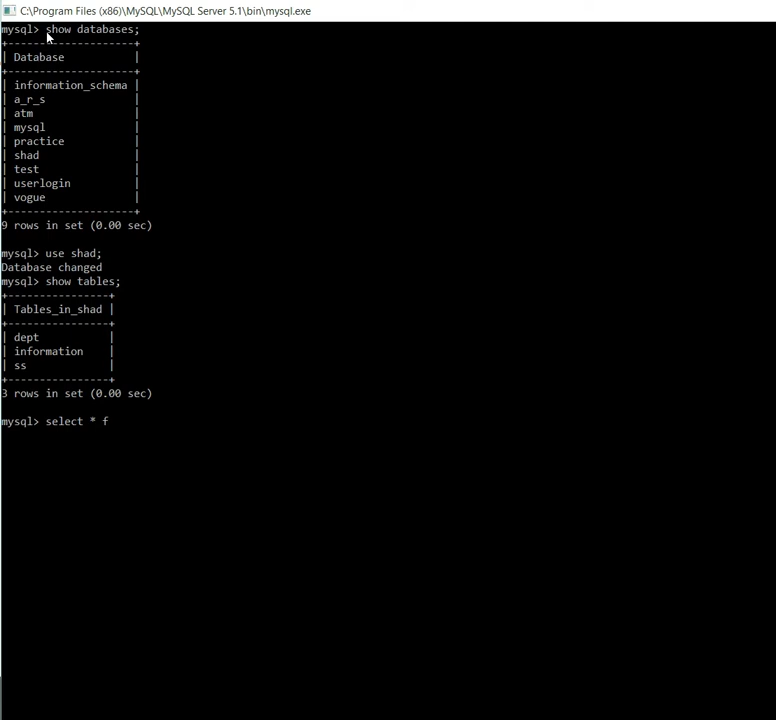 C:\Program Files (x86)\MySQL\MySQL Server 5.1\bin\mysql.exe
mysql> show databases;
+--------------------+
| Database           |
+--------------------+
| information_schema |
| a_r_s              |
| atm                |
| mysql              |
| practice           |
| shad               |
| test               |
| userlogin          |
| vogue              |
+--------------------+
9 rows in set (0.00 sec)
mysql> use shad;
Database changed
mysql> show tables;
+----------------+
| Tables_in_shad |
+----------------+
| dept           |
| information    |
| ss             |
+----------------+
3 rows in set (0.00 sec)
mysql> select * f